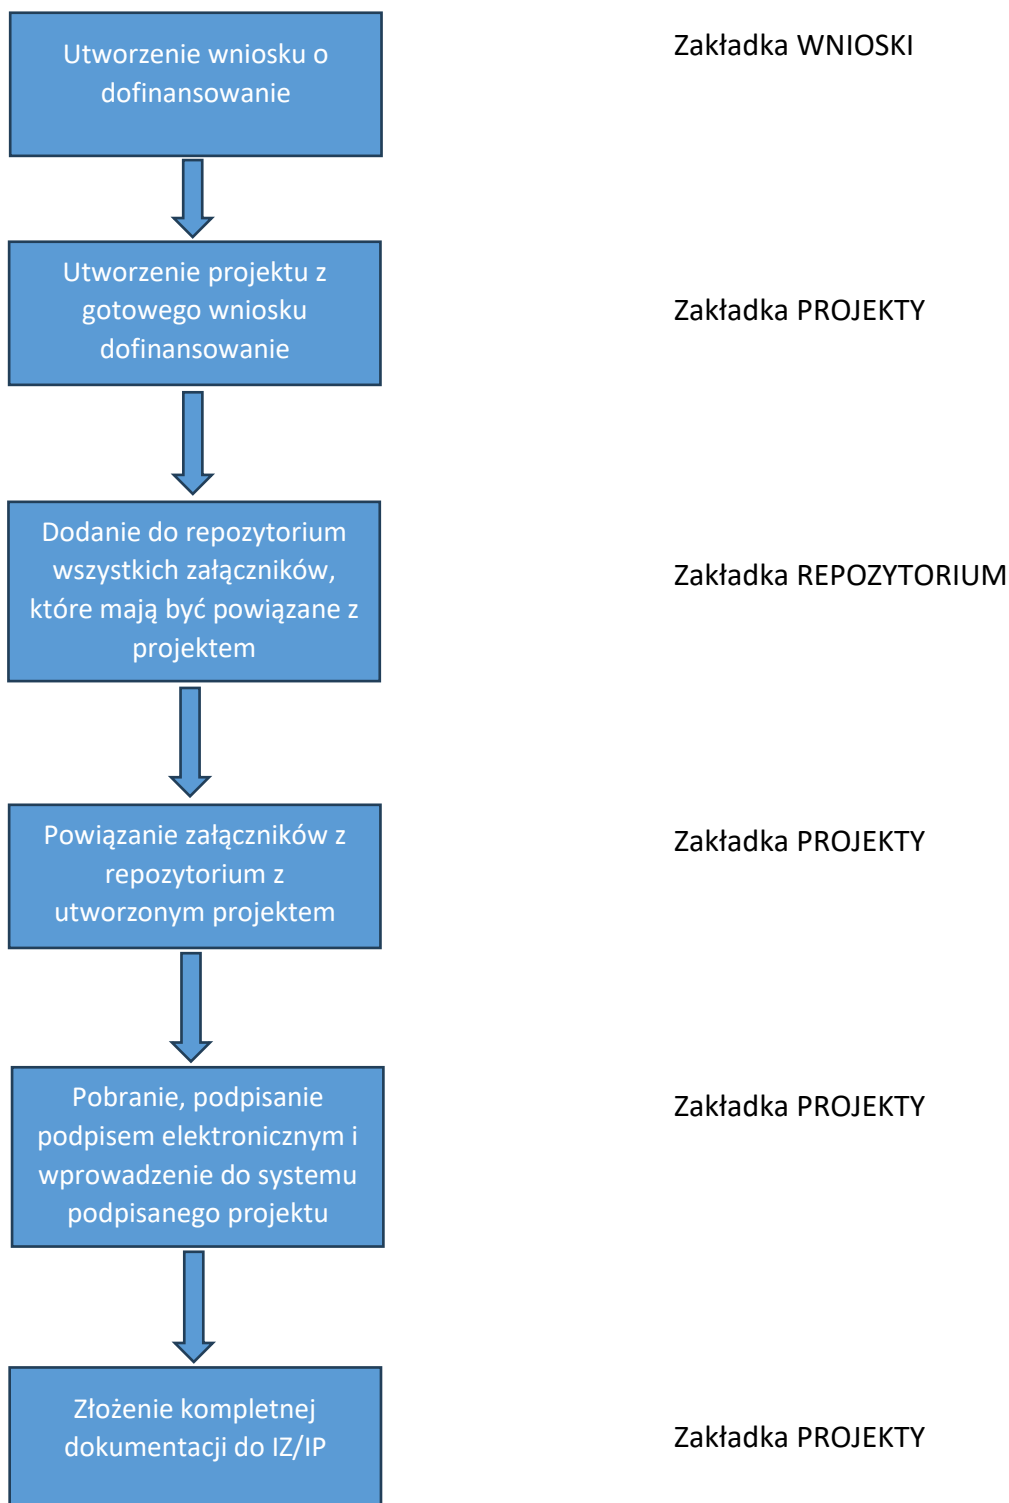 Utworzenie wniosku o
dofinansowanie
Zakładka WNIOSKI
Utworzenie projektu z
gotowego wniosku
dofinansowanie
Zakładka PROJEKTY
Dodanie do repozytorium
wszystkich załączników,
które mają być powiązane z
projektem
Zakładka REPOZYTORIUM
Powiązanie załączników z
repozytorium z
utworzonym projektem
Zakładka PROJEKTY
Pobranie, podpisanie
podpisem elektronicznym i
wprowadzenie do systemu
podpisanego projektu
Zakładka PROJEKTY
Złożenie kompletnej
dokumentacji do IZ/IP
Zakładka PROJEKTY